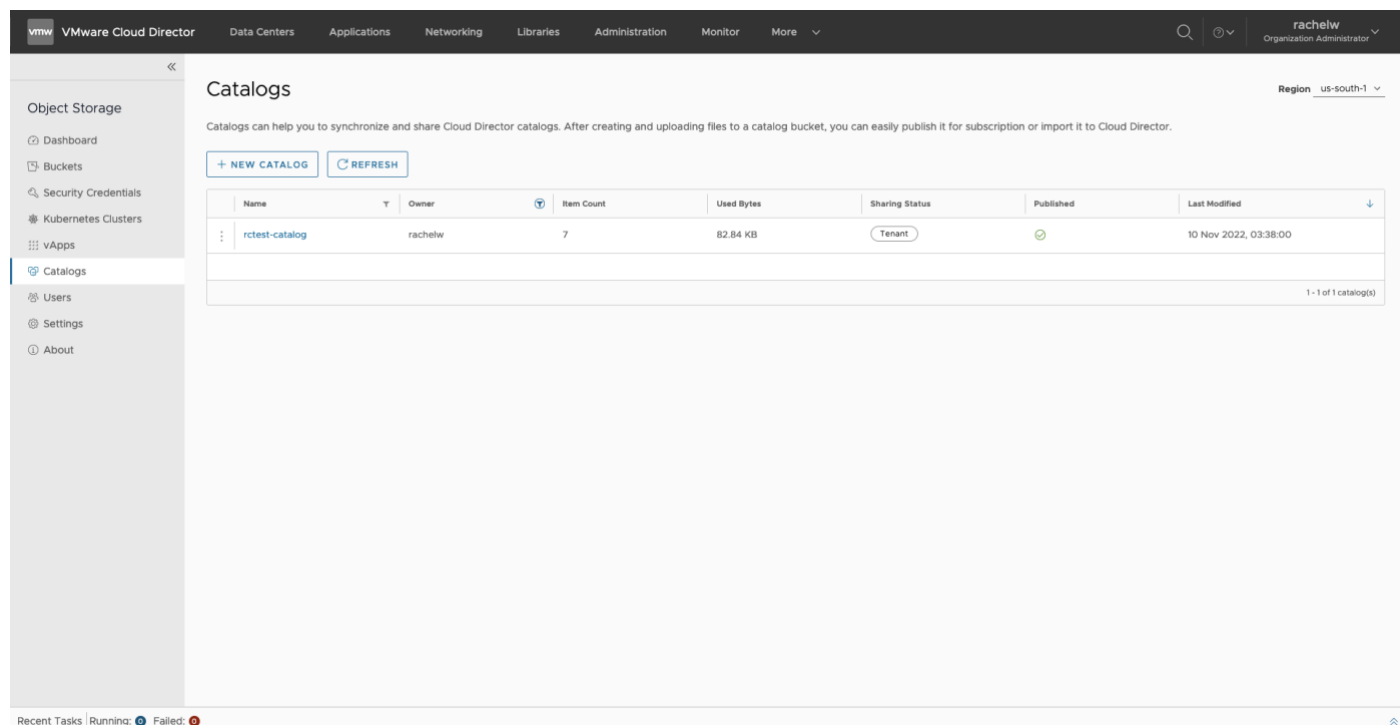 vmw VMware Cloud Director Data Centers Applications Networking Libraries Administration Monitor More rachelw
Organization Administrator
Object Storage
Dashboard
Buckets
Security Credentials
Kubernetes Clusters
vApps
Catalogs
Users
Settings
About
Catalogs
Region us-south-1
Catalogs can help you to synchronize and share Cloud Director catalogs. After creating and uploading files to a catalog bucket, you can easily publish it for subscription or import it to Cloud Director.
+ NEW CATALOG REFRESH
Name Owner Item Count Used Bytes Sharing Status Published Last Modified
rctest-catalog rachelw 7 82.84 KB Tenant 10 Nov 2022, 03:38:00
1 - 1 of 1 catalog(s)
Recent Tasks Running: 0 Failed: 0